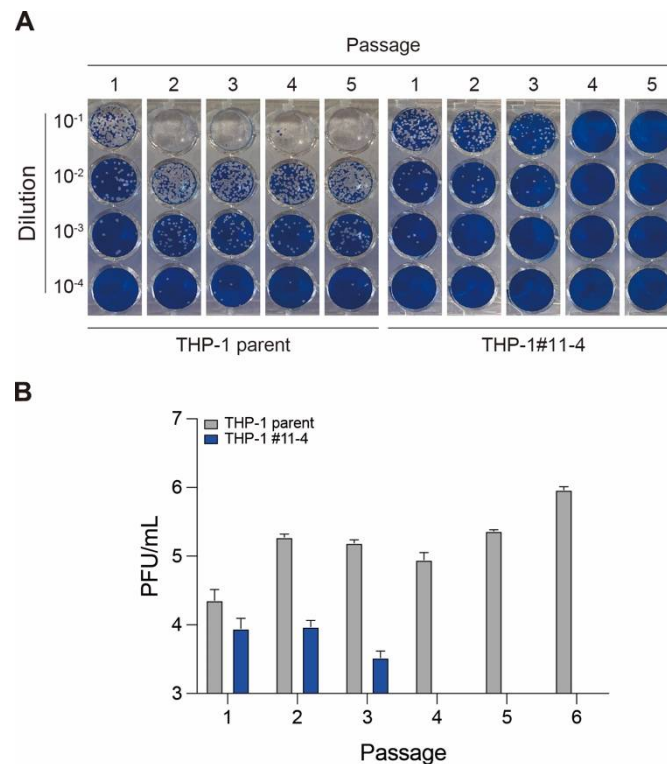 A
Passage
1 2 3 4 5 1 2 3 4 5
Dilution
10-1
10-2
10-3
10-4
THP-1 parent THP-1#11-4
B
7
THP-1 parent
THP-1 #11-4
6
5
4
3
PFU/mL
1 2 3 4 5 6
Passage